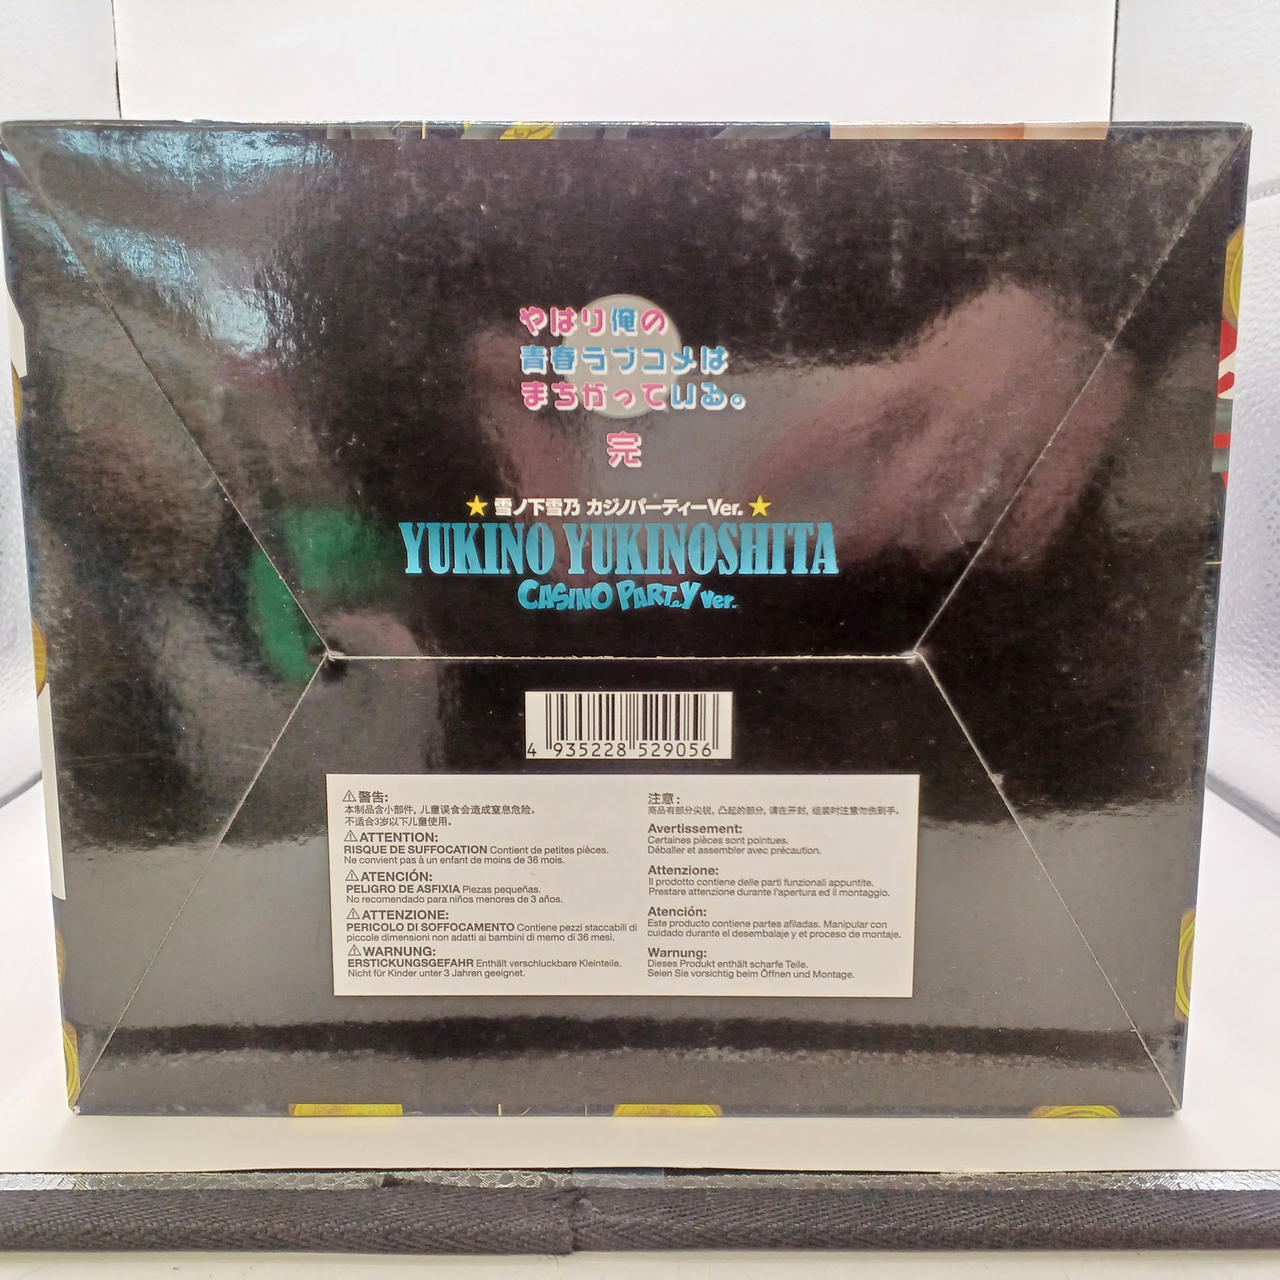 やはり俺の
青春ラブコメは
まちがっている。
完
★雪ノ下雪乃 カジノパーティーVer.★
YUKINO YUKINOSHITA
CASINO PARTY Ver.
4 935228 529056
⚠警告:
本制品含小部件, 儿童误食会造成窒息危险。
不适合3岁以下儿童使用。
⚠ATTENTION:
RISQUE DE SUFFOCATION Contient de petites pièces.
Ne convient pas à un enfant de moins de 36 mois.
⚠ATENCIÓN:
PELIGRO DE ASFIXIA Piezas pequeñas.
No recomendado para niños menores de 3 años.
⚠ATTENZIONE:
PERICOLO DI SOFFOCAMENTO Contiene pezzi staccabili di
piccole dimensioni non adatti ai bambini di memo di 36 mesi.
⚠WARNUNG:
ERSTICKUNGSGEFAHR Enthält verschluckbare Kleinteile.
Nicht für Kinder unter 3 Jahren geeignet.
注意:
商品有部分尖锐, 凸起的部分, 请在开封, 组装时注意勿伤到手。
Avertissement:
Certaines pièces sont pointues.
Déballer et assembler avec précaution.
Attenzione:
Il prodotto contiene delle parti funzionali appuntite.
Prestare attenzione durante l'apertura ed il montaggio.
Atención:
Este producto contiene partes afiladas. Manipular con
cuidado durante el desembalaje y et proceso de montaje.
Warnung:
Dieses Produkt enthält scharfe Teile.
Seien Sie vorsichtig beim Öffnen und Montage.